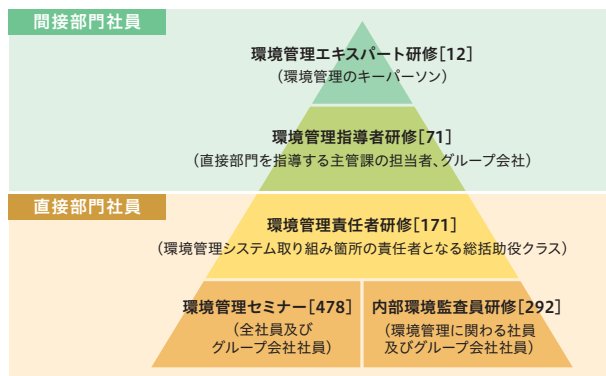 間接部門社員
環境管理エキスパート研修[12]
(環境管理のキーパーソン)
環境管理指導者研修[71]
(直接部門を指導する主管課の担当者、グループ会社)
直接部門社員
環境管理責任者研修[171]
(環境管理システム取り組み箇所の責任者となる総括助役クラス)
環境管理セミナー[478]
(全社員及び
グループ会社社員)
内部環境監査員研修[292]
(環境管理に関わる社員
及びグループ会社社員)